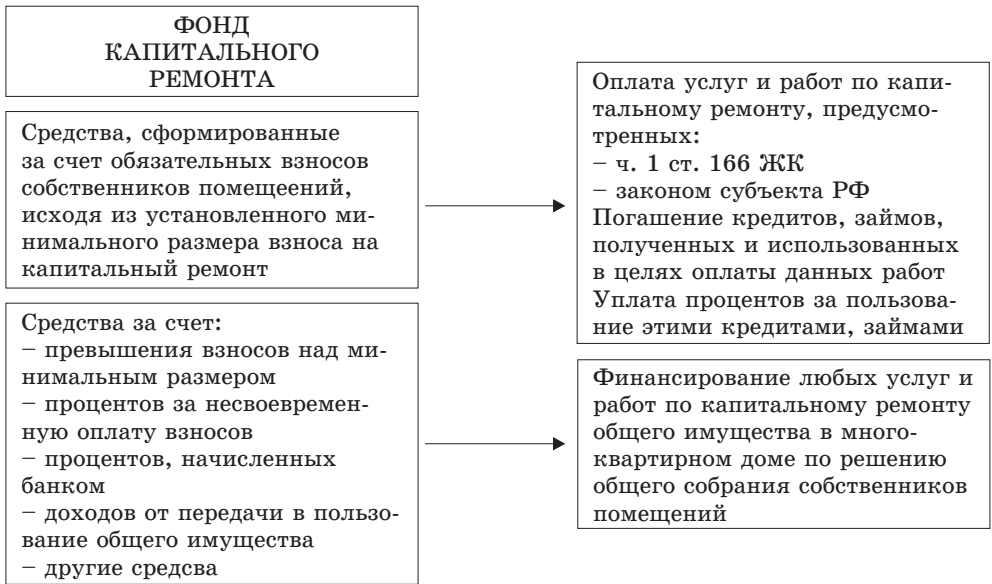 ФОНД
КАПИТАЛЬНОГО
РЕМОНТА
Средства, сформированные
за счет обязательных взносов
собственников помещеений,
исходя из установленного ми-
нимального размера взноса на
капитальный ремонт
Оплата услуг и работ по капи-
тальному ремонту, предусмо-
тренных:
– ч. 1 ст. 166 ЖК
– законом субъекта РФ
Погашение кредитов, займов,
полученных и использованных
в целях оплаты данных работ
Уплата процентов за пользова-
ние этими кредитами, займами
Средства за счет:
– превышения взносов над ми-
нимальным размером
– процентов за несвоевремен-
ную оплату взносов
– процентов, начисленных
банком
– доходов от передачи в пользо-
вание общего имущества
– другие средсва
Финансирование любых услуг и
работ по капитальному ремонту
общего имущества в много-
квартирном доме по решению
общего собрания собственников
помещений